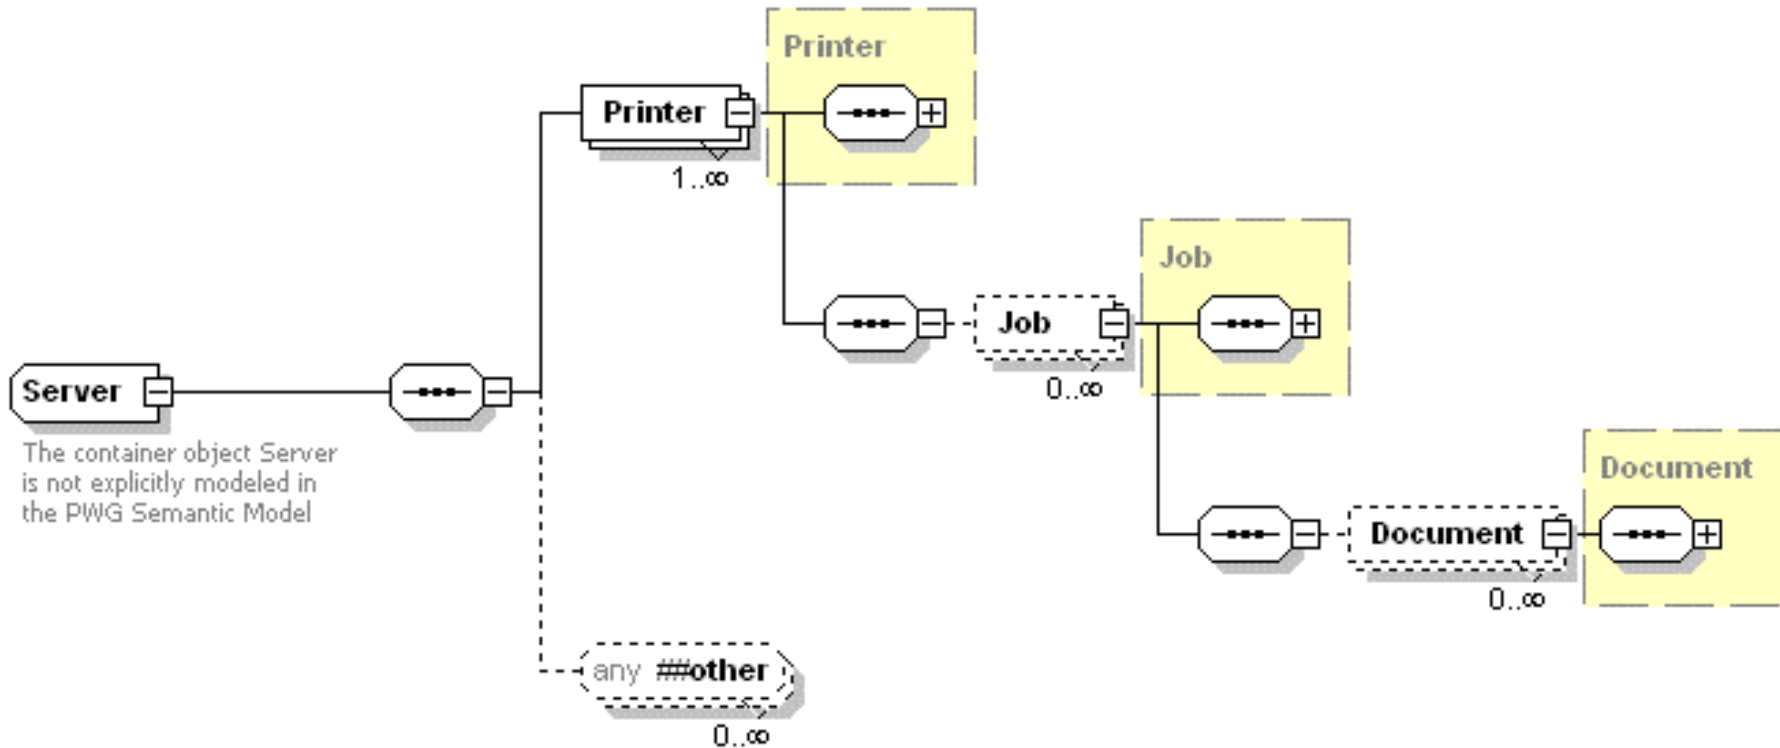 Printer
Printer
1..∞
Job
Job
0..∞
Server
The container object Server
is not explicitly modeled in
the PWG Semantic Model
Document
Document
0..∞
any ##other
0..∞